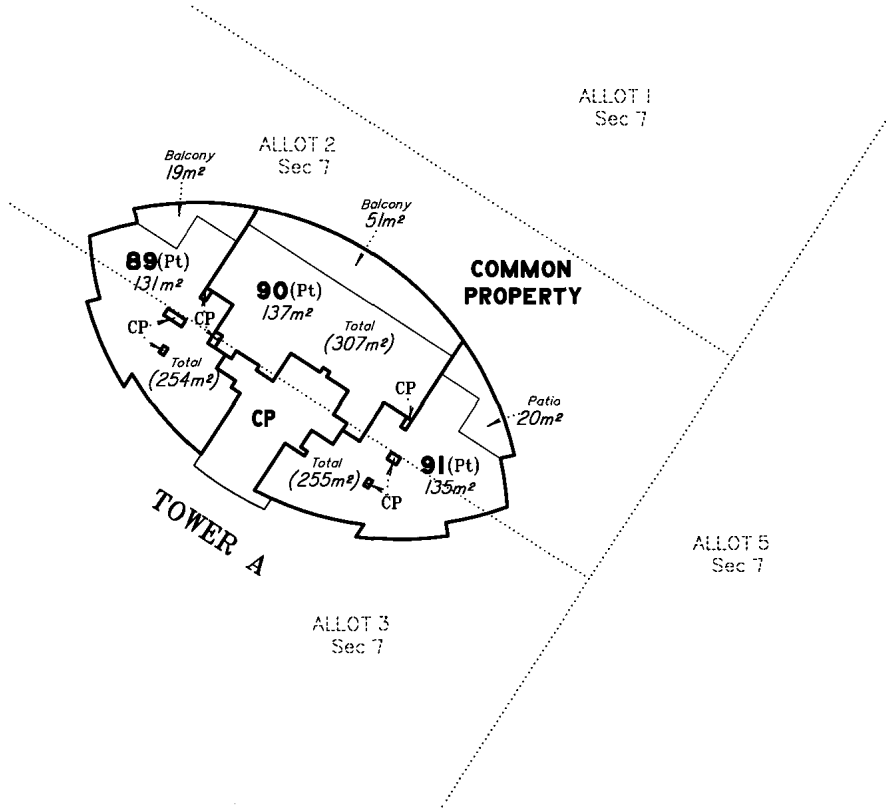 ALLOT 1
Sec 7
ALLOT 2
Sec 7
Balcony
19m²
Balcony
51m²
COMMON
PROPERTY
89(Pt)
131m²
90(Pt)
137m²
CP
CP
Total
(307m²)
Total
(254m²)
CP
CP
Patio
20m²
Total
(255m²)
91(Pt)
135m²
CP
TOWER A
ALLOT 5
Sec 7
ALLOT 3
Sec 7